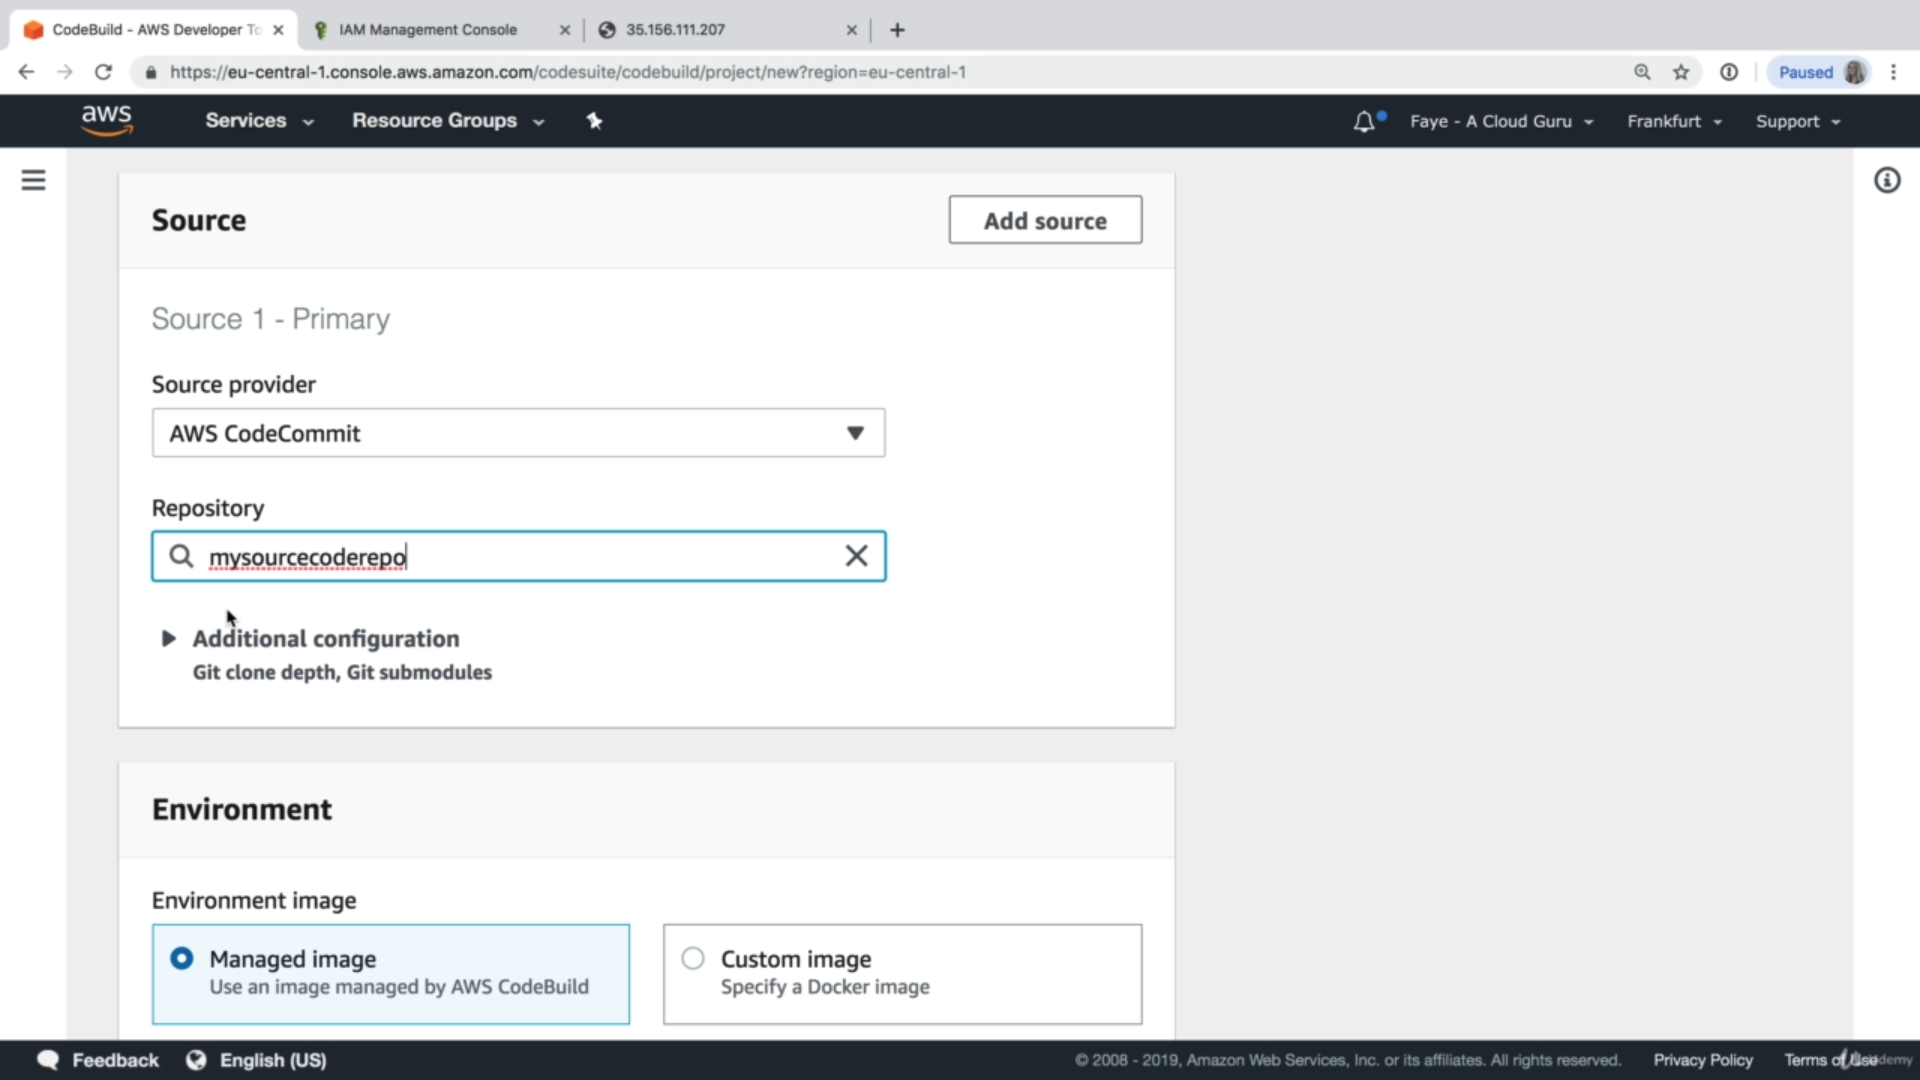 CodeBuild - AWS Developer To
IAM Management Console
35.156.111.207
https://eu-central-1.console.aws.amazon.com/codesuite/codebuild/project/new?region=eu-central-1
Paused
aws
Services
Resource Groups
Faye - A Cloud Guru
Frankfurt
Support
Source
Add source
Source 1 - Primary
Source provider
AWS CodeCommit
Repository
mysourcecoderepo
Additional configuration
Git clone depth, Git submodules
Environment
Environment image
Managed image
Use an image managed by AWS CodeBuild
Custom image
Specify a Docker image
Feedback
English (US)
© 2008 - 2019, Amazon Web Services, Inc. or its affiliates. All rights reserved.
Privacy Policy
Terms of Use